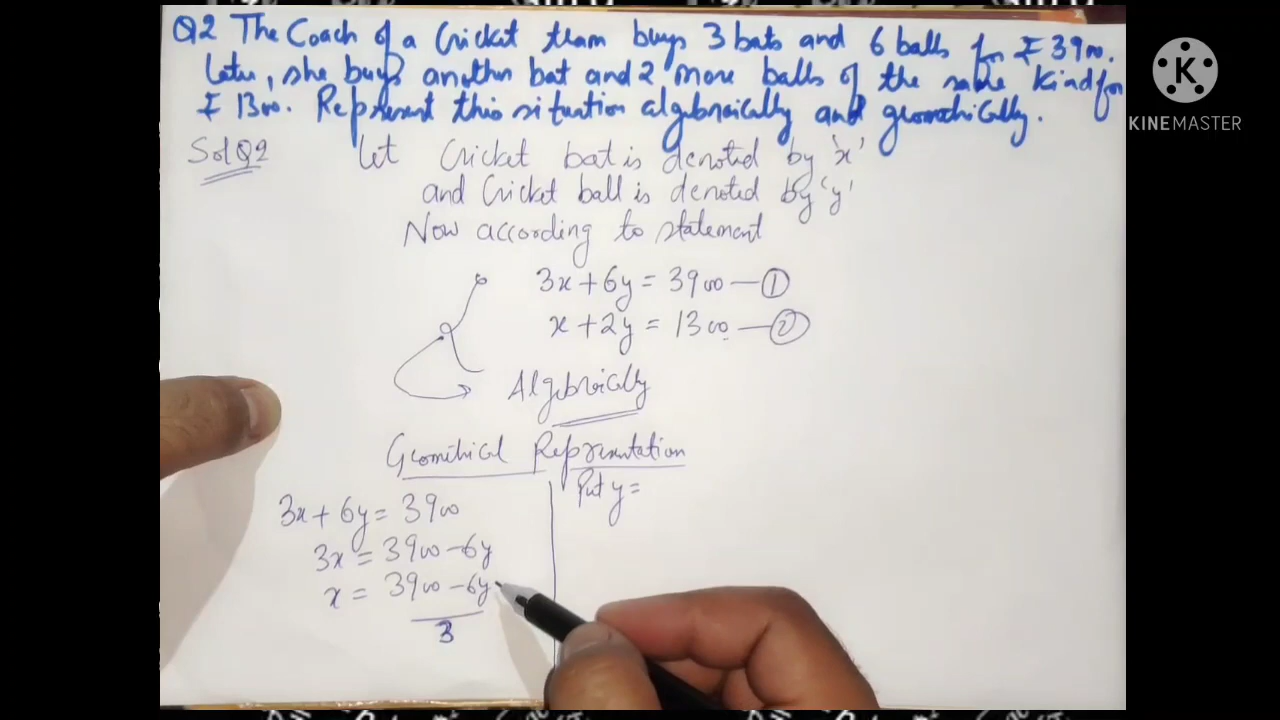 Q2 The Coach of a Cricket team buys 3 bats and 6 balls for ₹ 3900.
Later, she buys another bat and 2 more balls of the same kind for
₹ 1300. Represent this situation algebraically and geometrically.
Sol Q2 Let Cricket bat is denoted by 'x'
and Cricket ball is denoted by 'y'
Now according to statement
3x + 6y = 3900 — ①
x + 2y = 1300 — ②
Algebraically
Geometrical Representation
3x + 6y = 3900
3x = 3900 - 6y
x = 3900 - 6y
3
Put y =
K
KINEMASTER